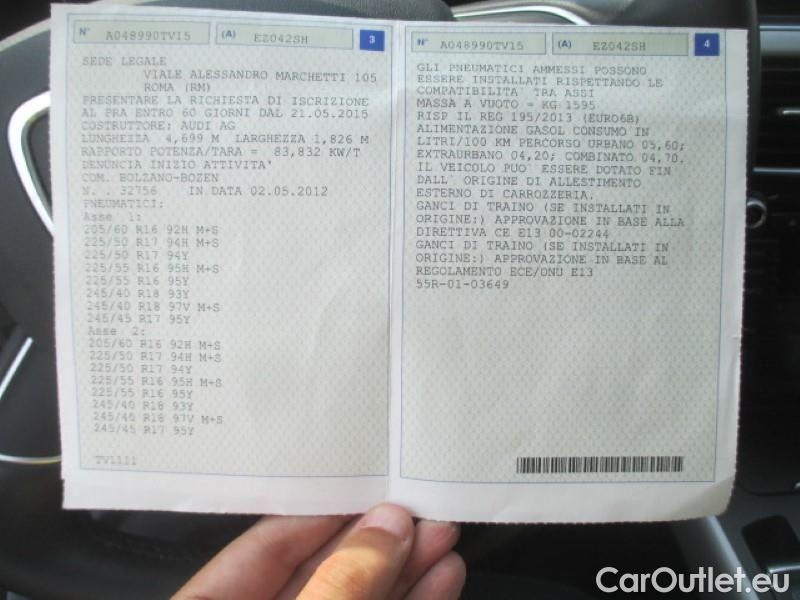 N° A048990TV15 (A) EZ042SH 3
SEDE LEGALE
VIALE ALESSANDRO MARCHETTI 105
ROMA (RM)
PRESENTARE LA RICHIESTA DI ISCRIZIONE
AL PRA ENTRO 60 GIORNI DAL 21.05.2015
COSTRUTTORE: AUDI AG
LUNGHEZZA 4,699 M LARGHEZZA 1,826 M
RAPPORTO POTENZA/TARA = 83,832 KW/T
DENUNCIA INIZIO ATTIVITA'
COM. BOLZANO-BOZEN
N. . 32756 IN DATA 02.05.2012
PNEUMATICI:
Asse 1:
205/60 R16 92H M+S
225/50 R17 94H M+S
225/50 R17 94Y
225/55 R16 95H M+S
225/55 R16 95Y
245/40 R18 93Y
245/40 R18 97V M+S
245/45 R17 95Y
Asse 2:
205/60 R16 92H M+S
225/50 R17 94H M+S
225/50 R17 94Y
225/55 R16 95H M+S
225/55 R16 95Y
245/40 R18 93Y
245/40 R18 97V M+S
245/45 R17 95Y
TV1111
N° A048990TV15 (A) EZ042SH 4
GLI PNEUMATICI AMMESSI POSSONO
ESSERE INSTALLATI RISPETTANDO LE
COMPATIBILITA' TRA ASSI
MASSA A VUOTO = KG 1595
RISP IL REG 195/2013 (EURO6B)
ALIMENTAZIONE GASOL CONSUMO IN
LITRI/100 KM PERCORSO URBANO 05,60;
EXTRAURBANO 04,20; COMBINATO 04,70.
IL VEICOLO PUO' ESSERE DOTATO FIN
DALL' ORIGINE DI ALLESTIMENTO
ESTERNO DI CARROZZERIA.
GANCI DI TRAINO (SE INSTALLATI IN
ORIGINE:) APPROVAZIONE IN BASE ALLA
DIRETTIVA CE E13 00-02244
GANCI DI TRAINO (SE INSTALLATI IN
ORIGINE:) APPROVAZIONE IN BASE AL
REGOLAMENTO ECE/ONU E13
55R-01-03649
CarOutlet.eu